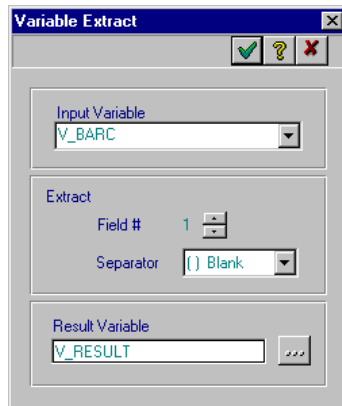 Variable Extract
?
Input Variable
V_BARC
Extract
Field # 1
Separator ( ) Blank
Result Variable
V_RESULT ...